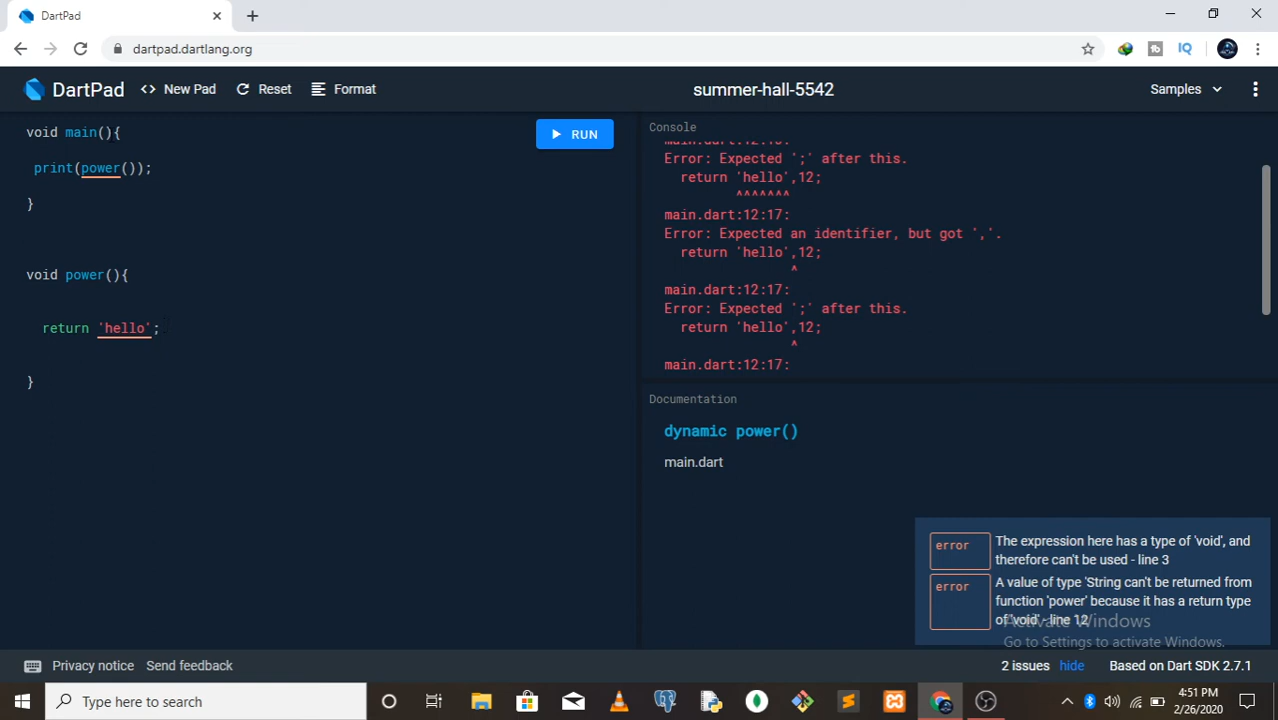 DartPad
dartpad.dartlang.org
DartPad
<> New Pad
Reset
Format
summer-hall-5542
Samples
void main(){
print(power());
}
void power(){
return 'hello';
}
RUN
Console
Error: Expected ';' after this.
return 'hello',12;
^^^^^^^
main.dart:12:17:
Error: Expected an identifier, but got ','.
return 'hello',12;
^
main.dart:12:17:
Error: Expected ';' after this.
return 'hello',12;
^
main.dart:12:17:
Documentation
dynamic power()
main.dart
error
The expression here has a type of 'void', and
therefore can't be used - line 3
error
A value of type 'String can't be returned from
function 'power' because it has a return type
of 'void' - line 12
Activate Windows
Go to Settings to activate Windows.
Privacy notice
Send feedback
2 issues
hide
Based on Dart SDK 2.7.1
Type here to search
4:51 PM
2/26/2020